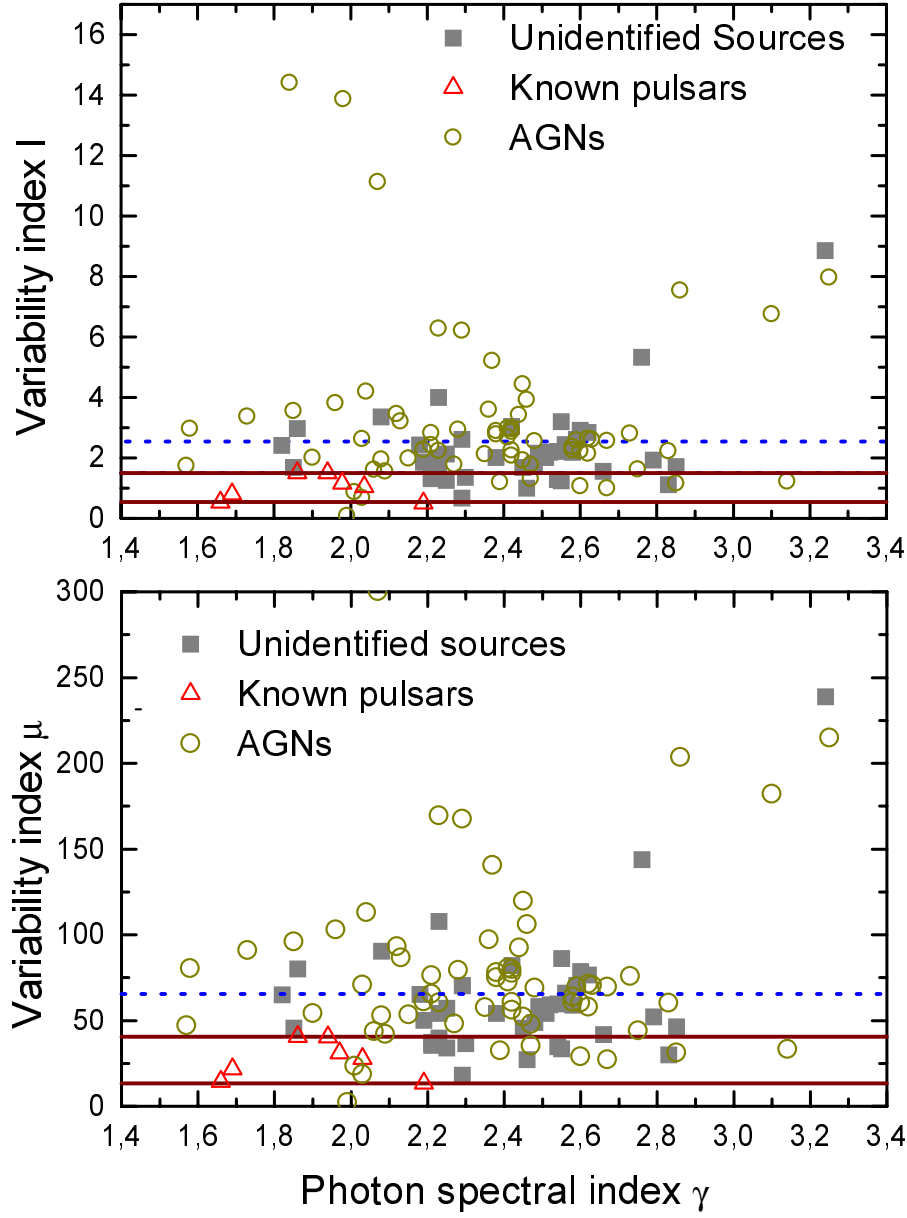 16
14
12
10
8
6
4
2
0
Variability index I
Unidentified Sources
Known pulsars
AGNs
1,4 1,6 1,8 2,0 2,2 2,4 2,6 2,8 3,0 3,2 3,4
300
250
200
150
100
50
0
Variability index μ
Unidentified sources
Known pulsars
AGNs
1,4 1,6 1,8 2,0 2,2 2,4 2,6 2,8 3,0 3,2 3,4
Photon spectral index γ